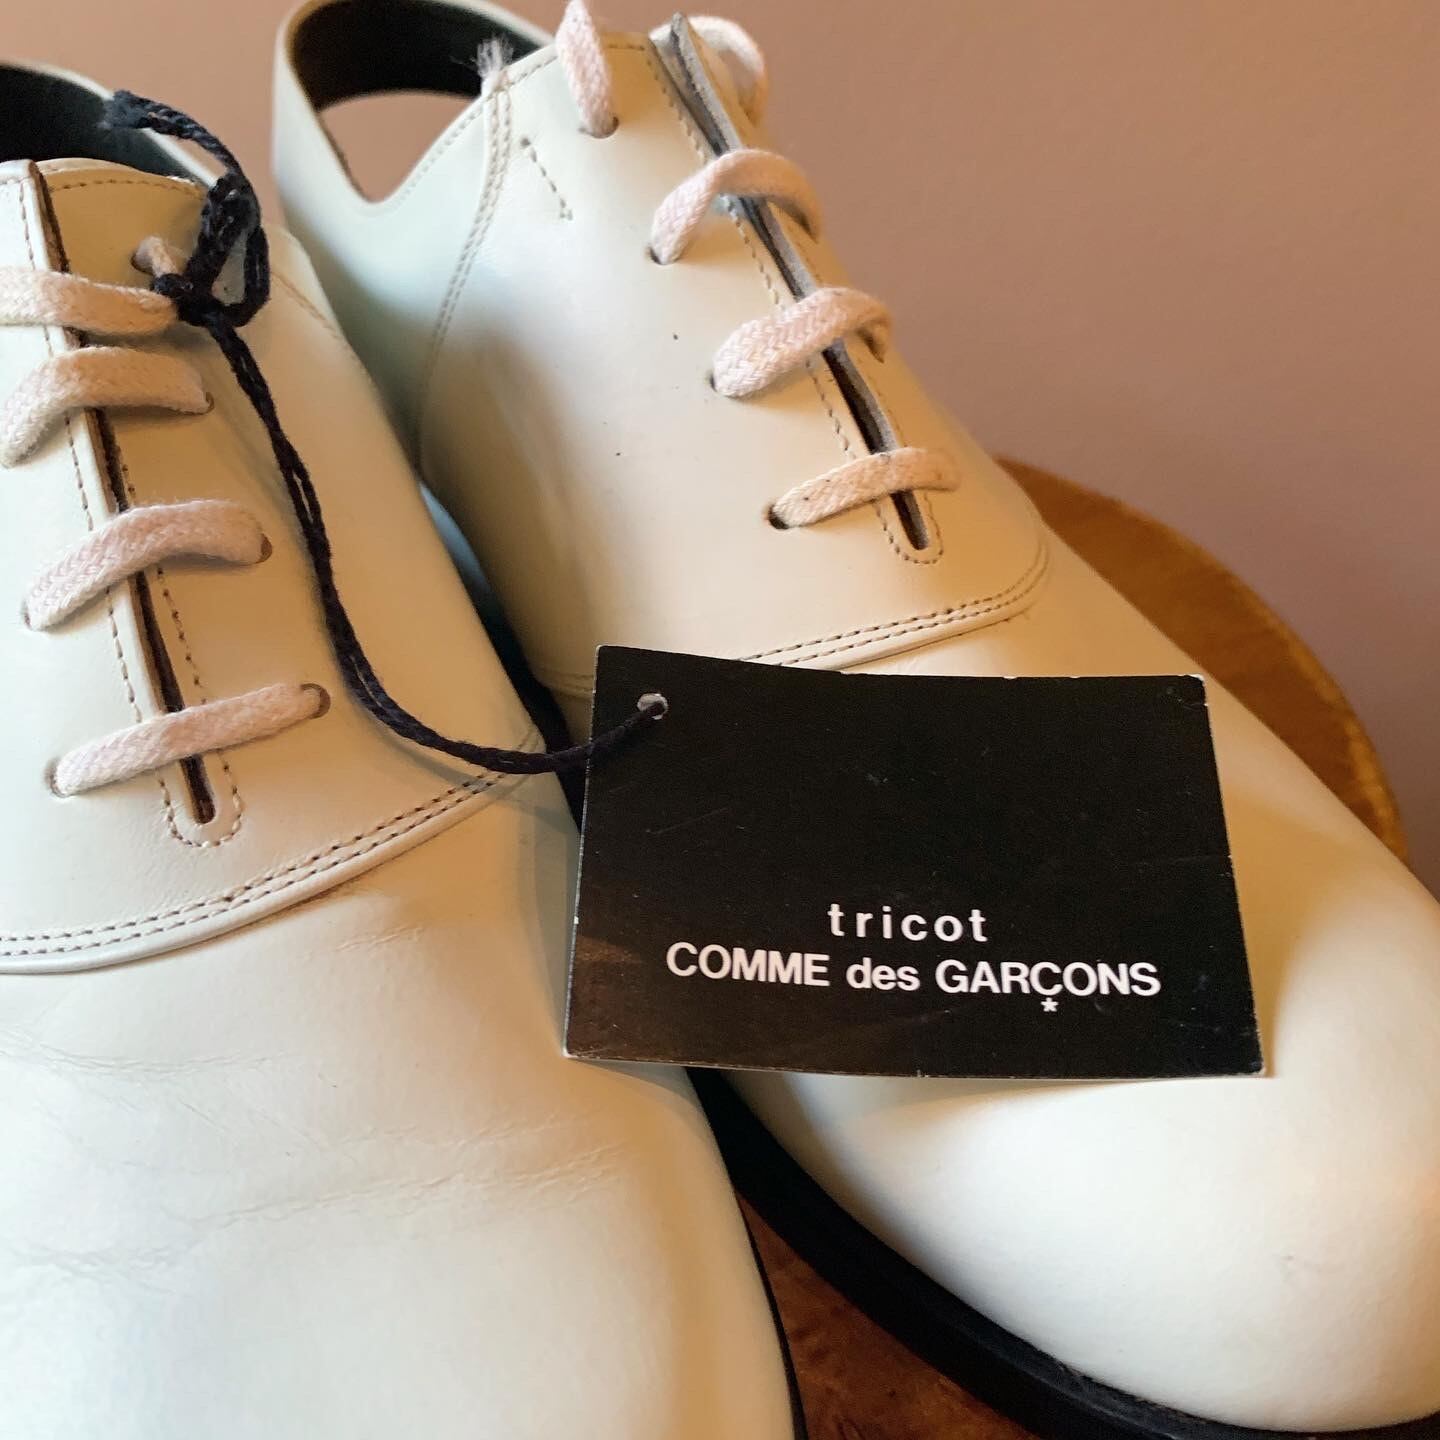 tricot
COMME des GARÇONS
*